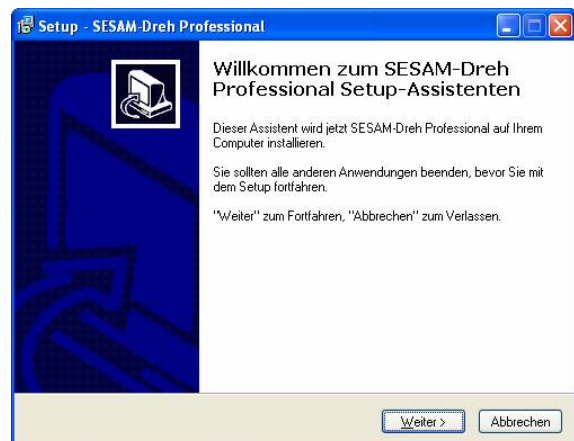 Setup - SESAM-Dreh Professional
Willkommen zum SESAM-Dreh
Professional Setup-Assistenten
Dieser Assistent wird jetzt SESAM-Dreh Professional auf Ihrem
Computer installieren.
Sie sollten alle anderen Anwendungen beenden, bevor Sie mit
dem Setup fortfahren.
"Weiter" zum Fortfahren, "Abbrechen" zum Verlassen.
Weiter >
Abbrechen